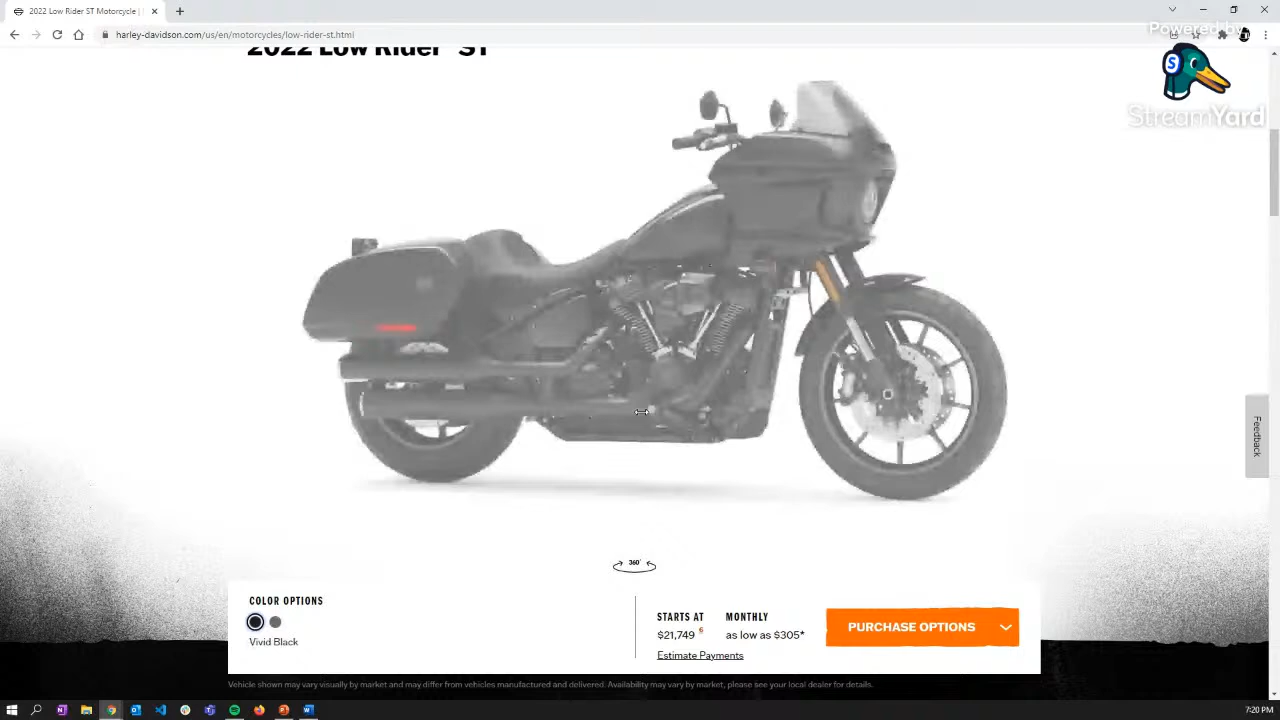 2022 Low Rider ST Motorcycle |
harley-davidson.com/us/en/motorcycles/low-rider-st.html
Powered by
S
StreamYard
2022 Low Rider ST
Feedback
360°
COLOR OPTIONS
Vivid Black
STARTS AT
$21,749 6
Estimate Payments
MONTHLY
as low as $305*
PURCHASE OPTIONS
Vehicle shown may vary visually by market and may differ from vehicles manufactured and delivered. Availability may vary by market, please see your local dealer for details.
7:20 PM